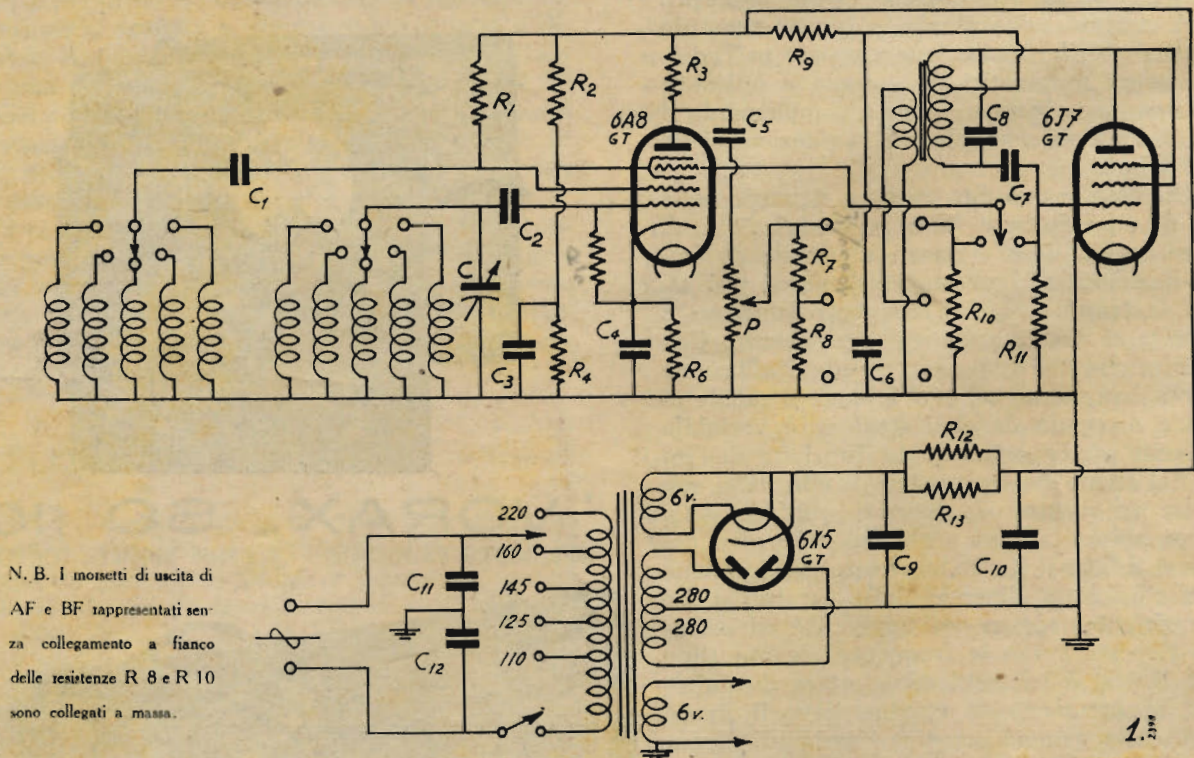 R9
R1
R2
R3
6A8
GT
C5
C8
6J7
GT
C1
C2
C7
C
R7
P
R8
R10
R11
C3
R4
C4
R6
C6
R12
R13
6v.
6X5
GT
C9
C10
220
160
145
125
110
C11
C12
280
280
6v.
N. B. I morsetti di uscita di
AF e BF rappresentati sen-
za collegamento a fianco
delle resistenze R 8 e R 10
sono collegati a massa.
1.